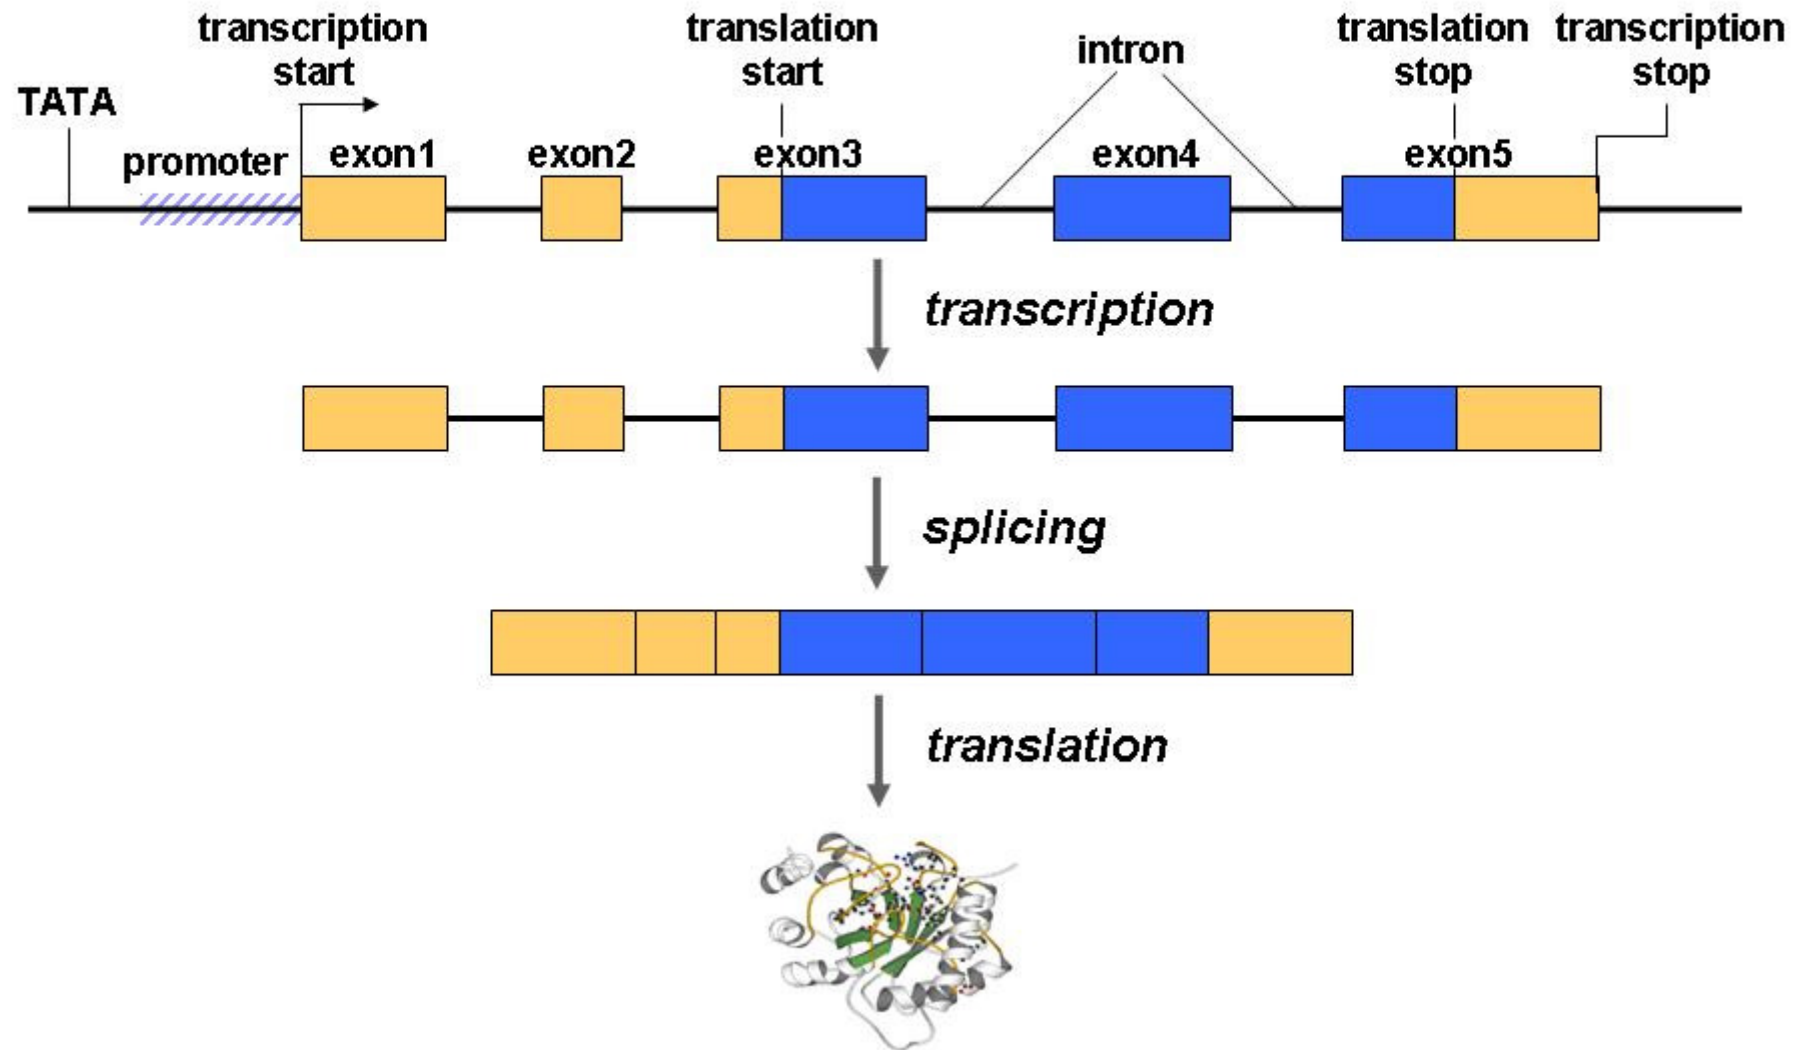 transcription
start
translation
start
intron
translation
stop
transcription
stop
TATA
promoter
exon1
exon2
exon3
exon4
exon5
transcription
splicing
translation